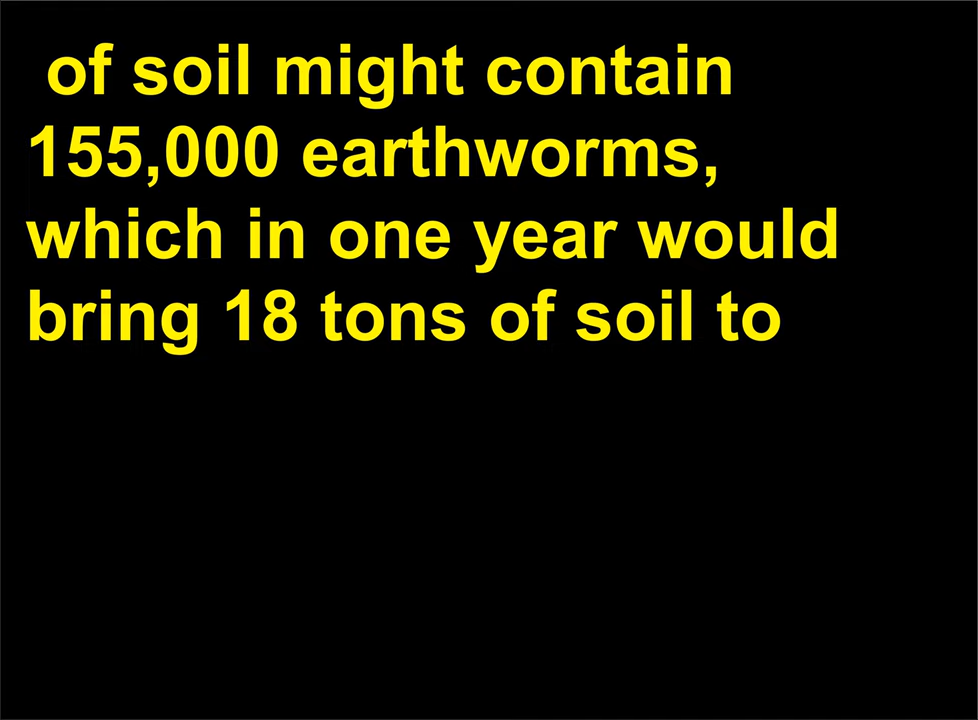 of soil might contain
155,000 earthworms,
which in one year would
bring 18 tons of soil to